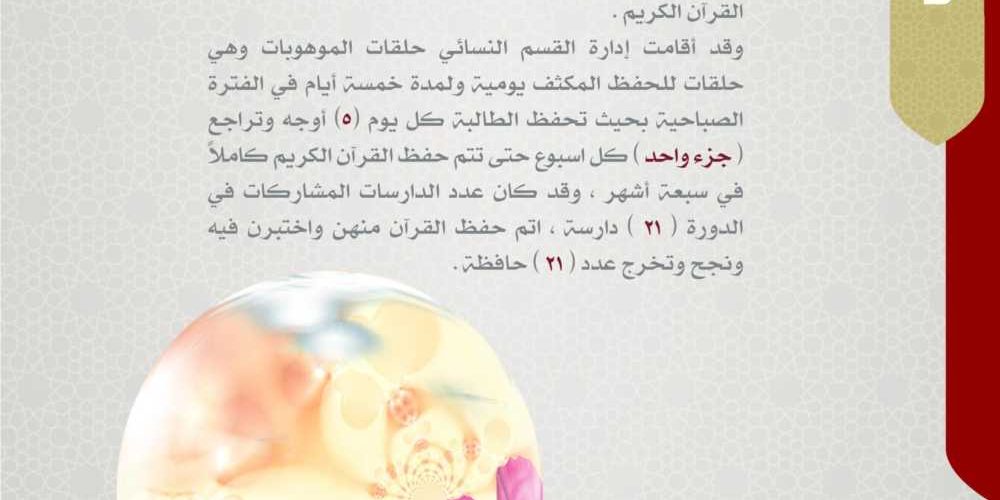 القرآن الكريم .
وقد أقامت إدارة القسم النسائي حلقات الموهوبات وهي
حلقات للحفظ المكثف يومية ولمدة خمسة أيام في الفترة
الصباحية بحيث تحفظ الطالبة كل يوم (٥) أوجه وتراجع
( جزء واحد ) كل اسبوع حتى تتم حفظ القرآن الكريم كاملاً
في سبعة أشهر ، وقد كان عدد الدارسات المشاركات في
الدورة ( ٢١ ) دارسة ، اتم حفظ القرآن منهن واختبرن فيه
ونجح وتخرج عدد ( ٢١ ) حافظة .